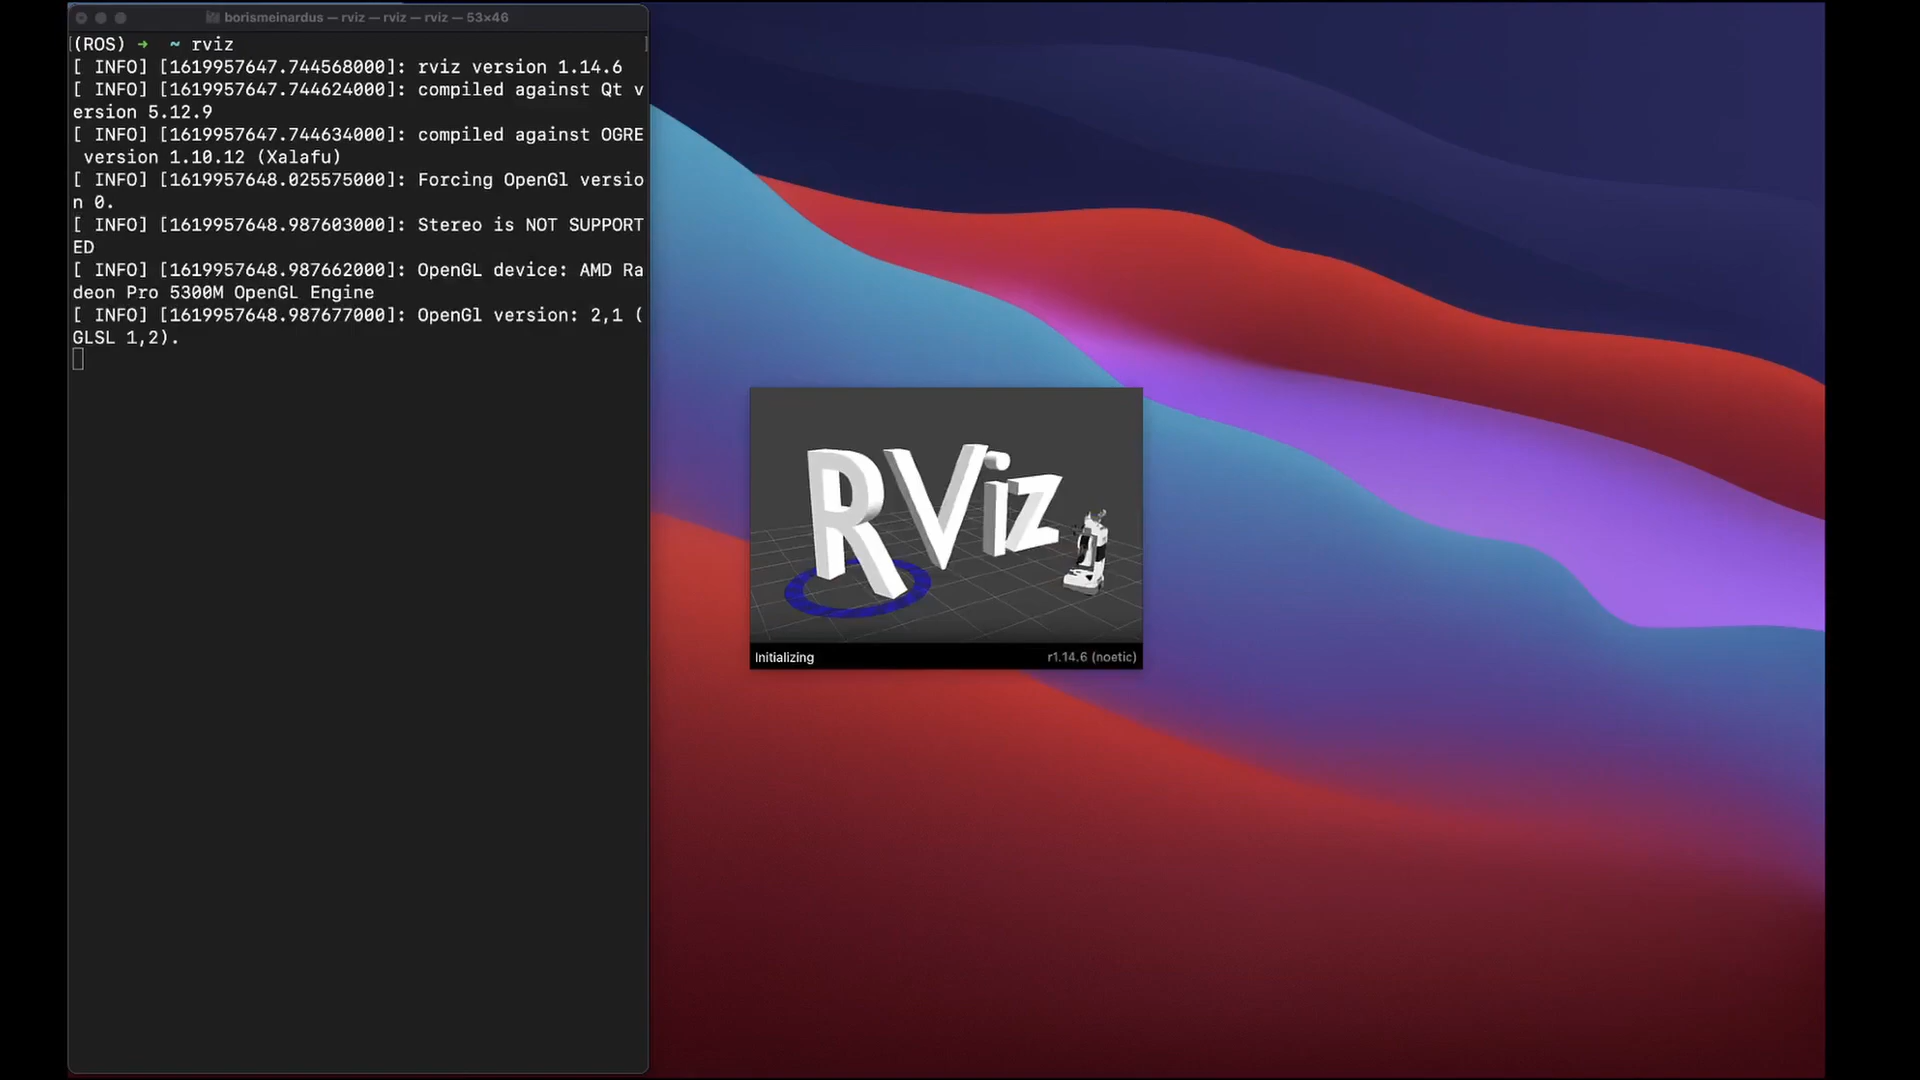 borismeinardus — rviz — rviz — rviz — 53×46
(ROS) ➜  ~ rviz
[ INFO] [1619957647.744568000]: rviz version 1.14.6
[ INFO] [1619957647.744624000]: compiled against Qt v
ersion 5.12.9
[ INFO] [1619957647.744634000]: compiled against OGRE
 version 1.10.12 (Xalafu)
[ INFO] [1619957648.025575000]: Forcing OpenGl versio
n 0.
[ INFO] [1619957648.987603000]: Stereo is NOT SUPPORT
ED
[ INFO] [1619957648.987662000]: OpenGL device: AMD Ra
deon Pro 5300M OpenGL Engine
[ INFO] [1619957648.987677000]: OpenGl version: 2,1 (
GLSL 1,2).
RViz
Initializing r1.14.6 (noetic)